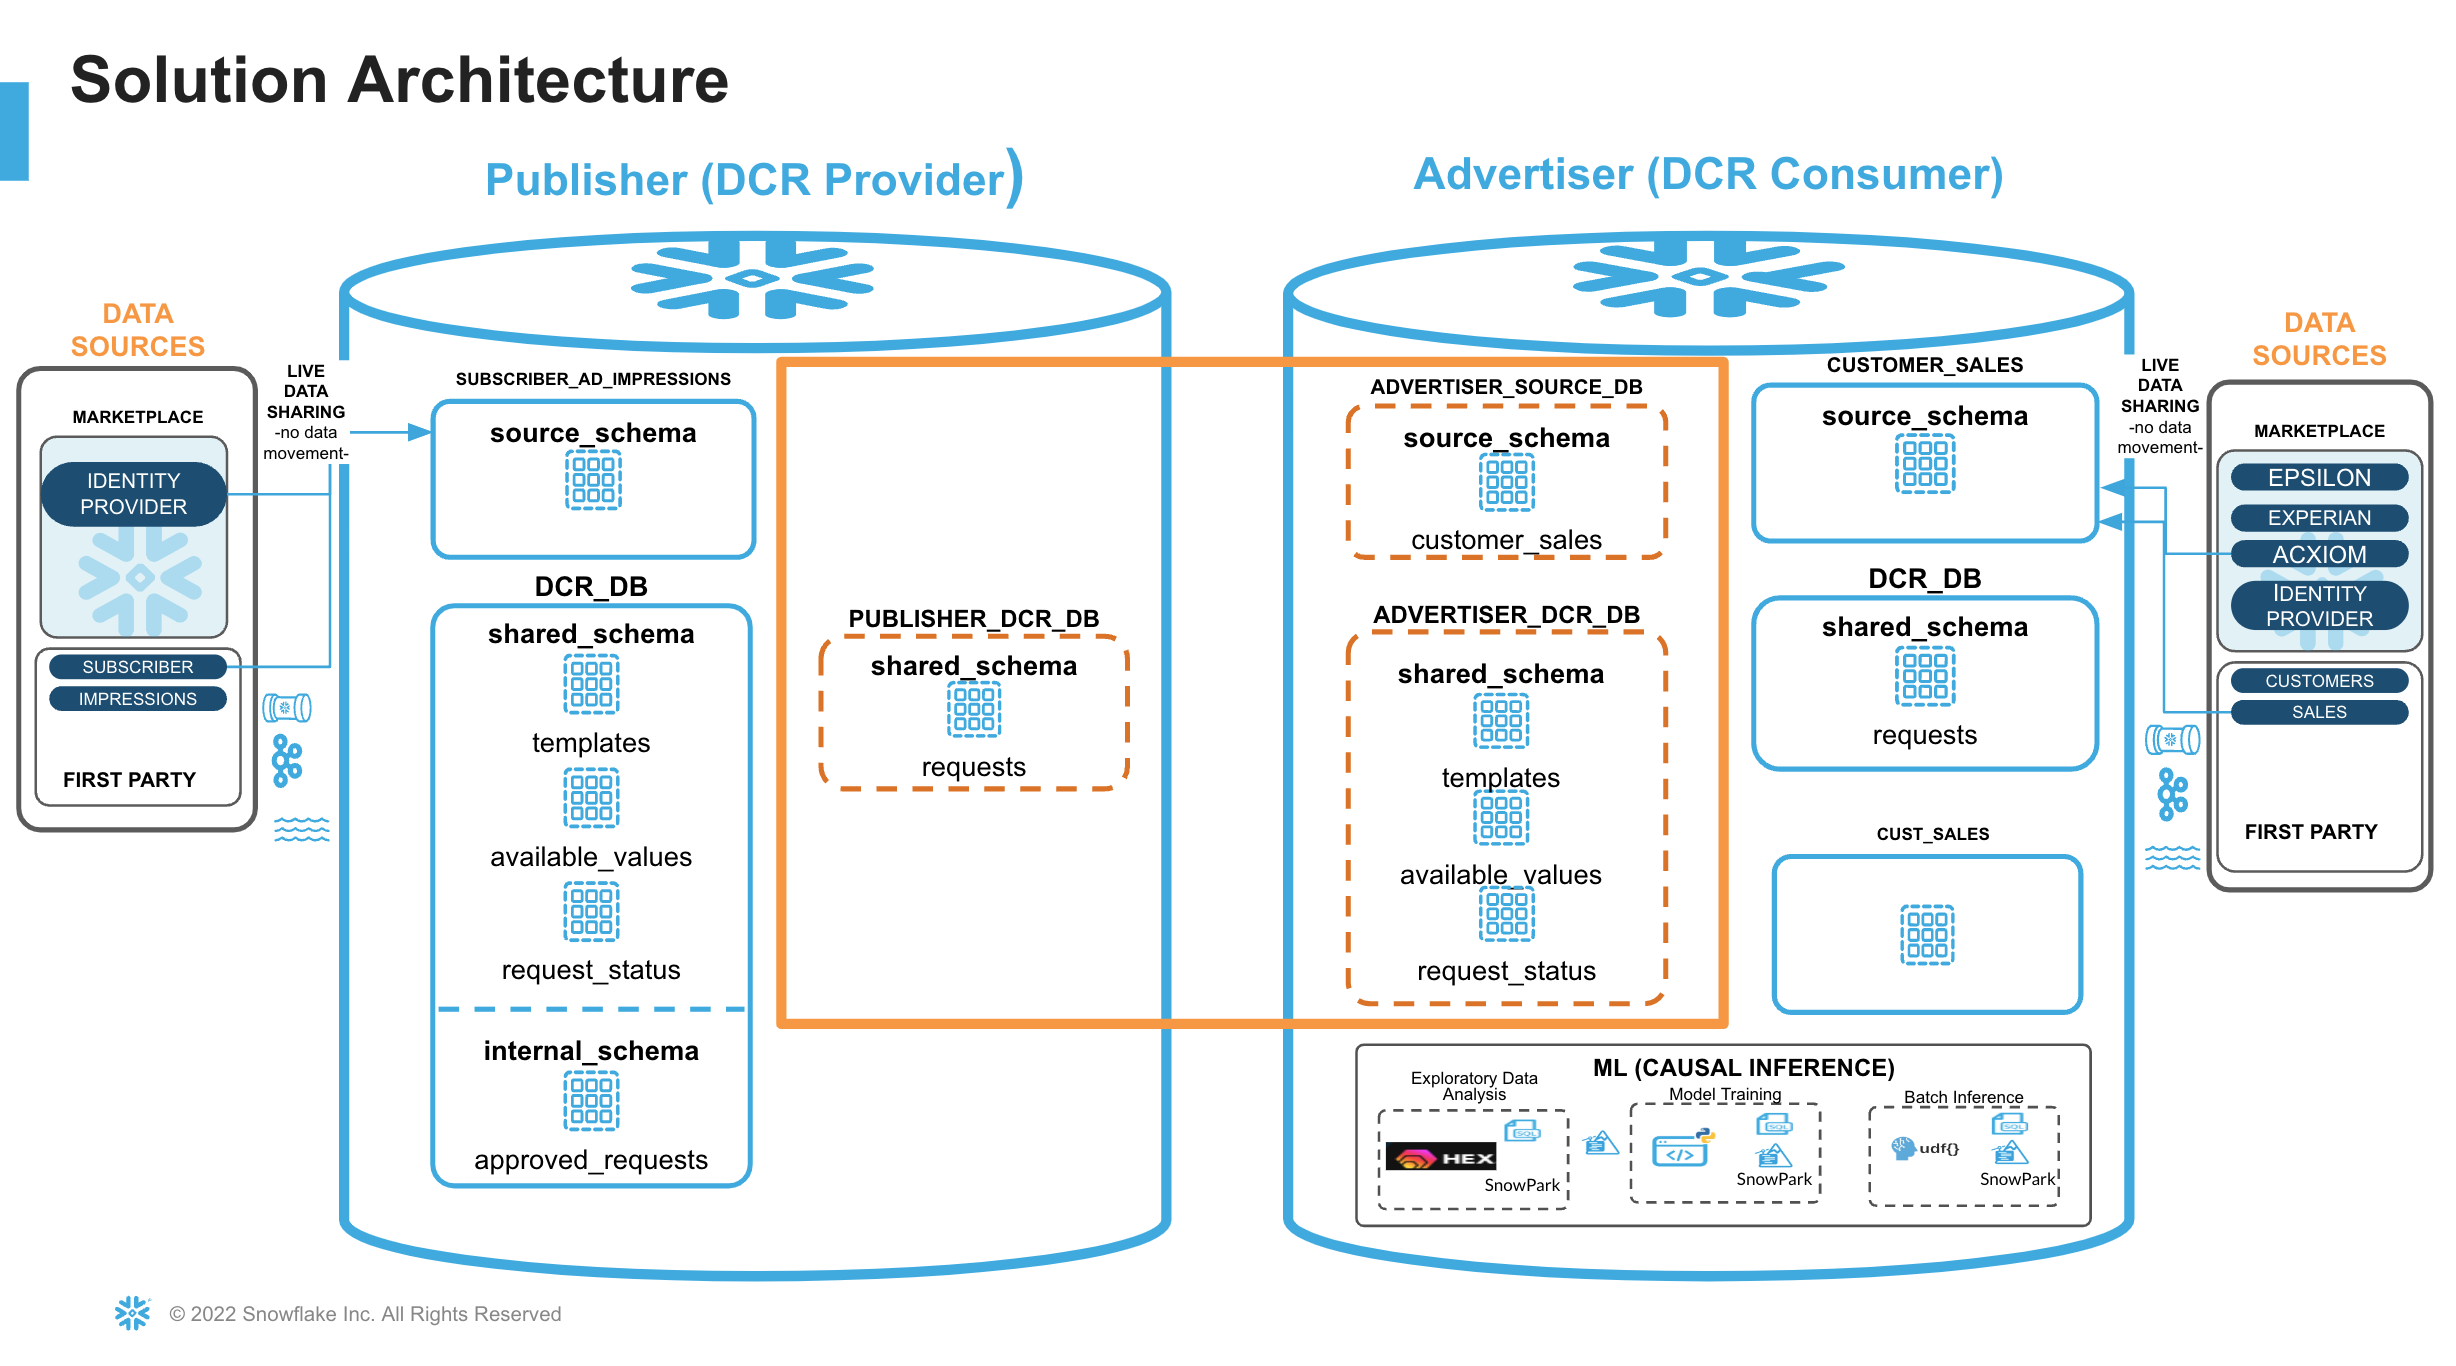 Solution Architecture
Publisher (DCR Provider)
Advertiser (DCR Consumer)
DATA
SOURCES
MARKETPLACE
IDENTITY
PROVIDER
SUBSCRIBER
IMPRESSIONS
FIRST PARTY
LIVE
DATA
SHARING
-no data
movement-
SUBSCRIBER_AD_IMPRESSIONS
source_schema
DCR_DB
shared_schema
templates
available_values
request_status
internal_schema
approved_requests
PUBLISHER_DCR_DB
shared_schema
requests
ADVERTISER_SOURCE_DB
source_schema
customer_sales
ADVERTISER_DCR_DB
shared_schema
templates
available_values
request_status
CUSTOMER_SALES
source_schema
DCR_DB
shared_schema
requests
CUST_SALES
ML (CAUSAL INFERENCE)
Exploratory Data
Analysis
HEX
SQL
SnowPark
Model Training
</>
SQL
SnowPark
Batch Inference
udf{}
SQL
SnowPark
LIVE
DATA
SHARING
-no data
movement-
DATA
SOURCES
MARKETPLACE
EPSILON
EXPERIAN
ACXIOM
IDENTITY
PROVIDER
CUSTOMERS
SALES
FIRST PARTY
© 2022 Snowflake Inc. All Rights Reserved